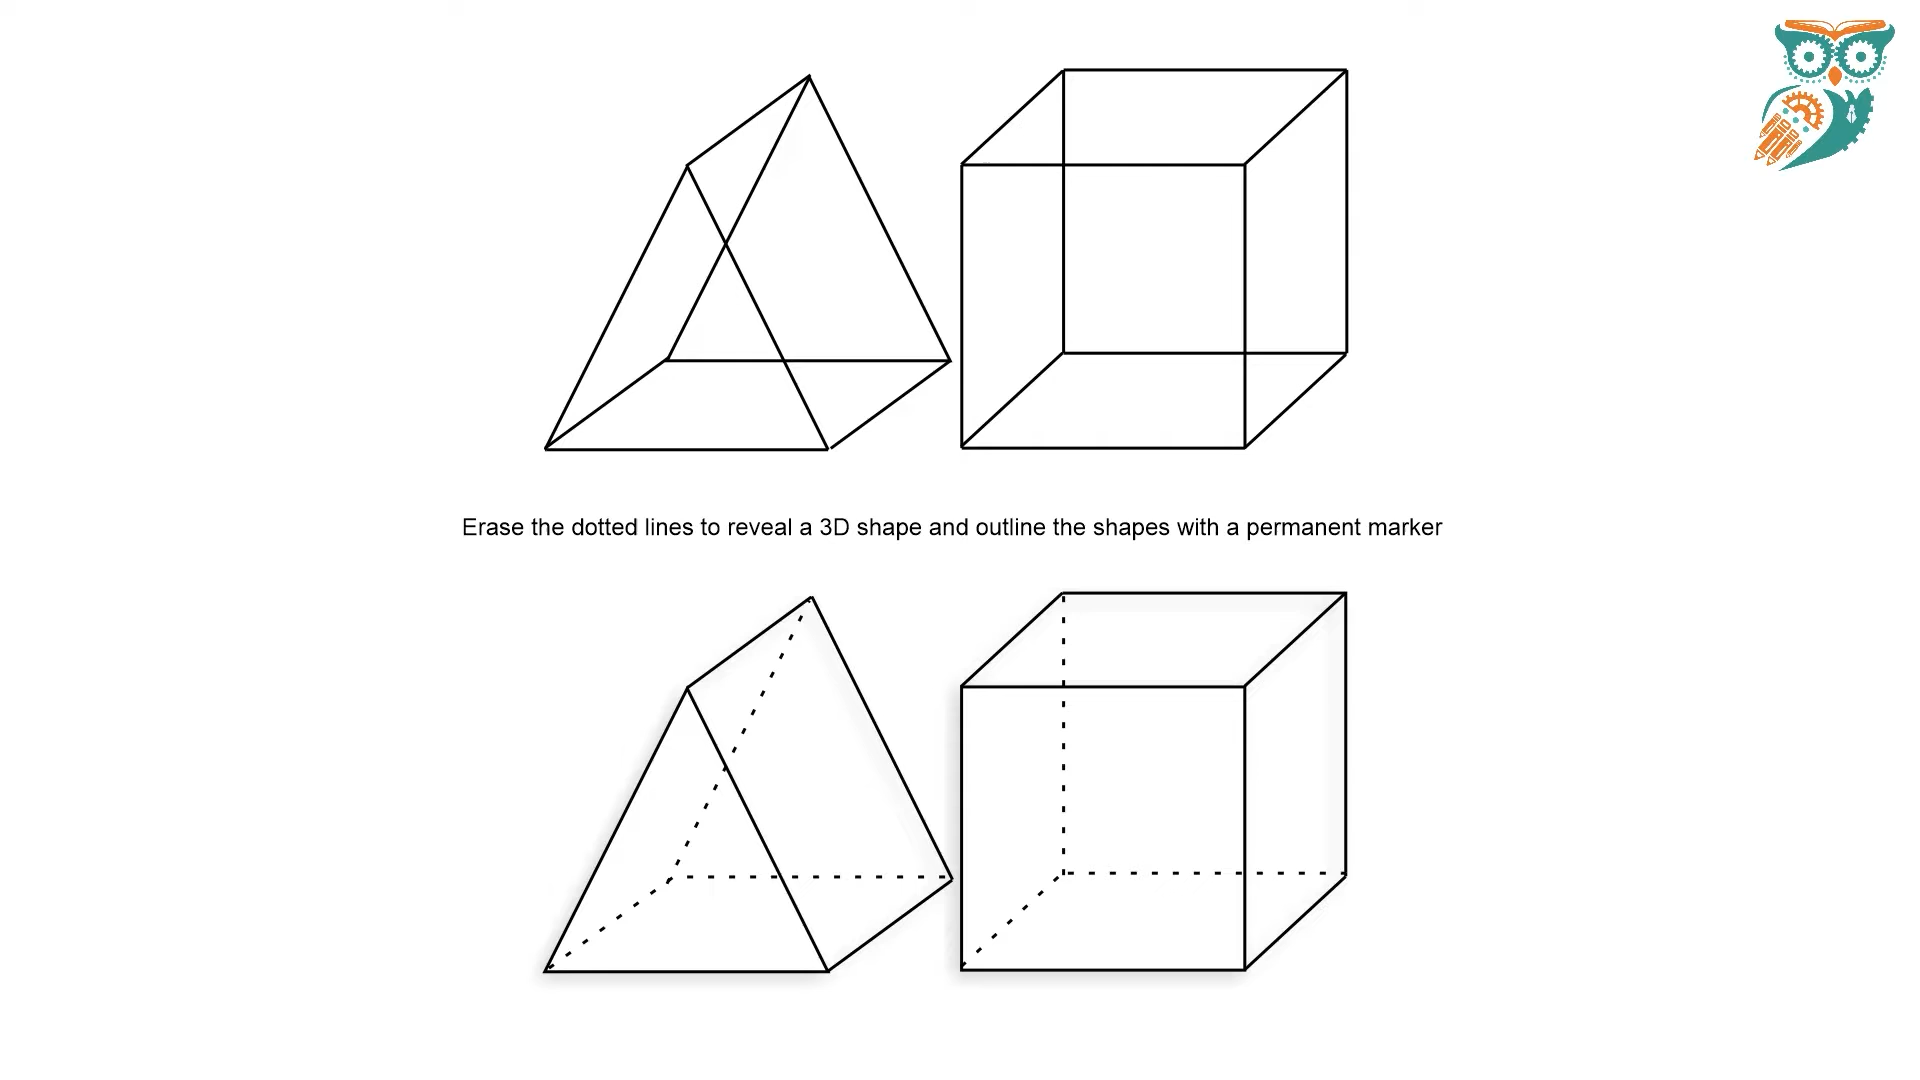 Erase the dotted lines to reveal a 3D shape and outline the shapes with a permanent marker